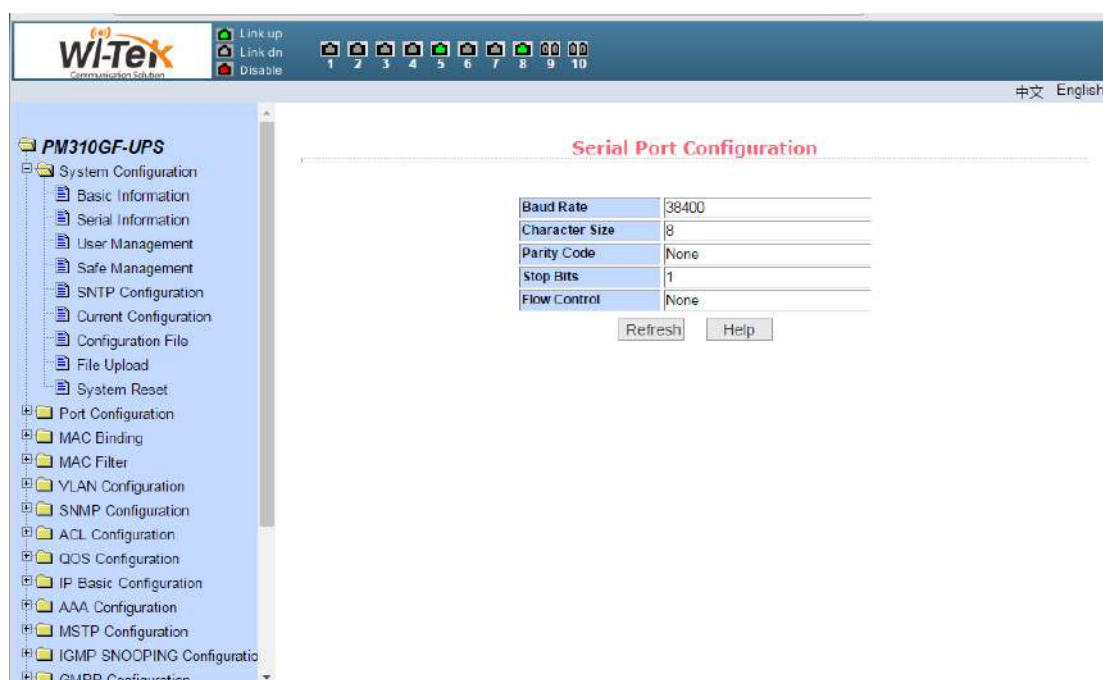 Wi-Tek
Communication Solution
Link up
Link dn
Disable
1 2 3 4 5 6 7 8 9 10
中文 English
PM310GF-UPS
System Configuration
Basic Information
Serial Information
User Management
Safe Management
SNTP Configuration
Current Configuration
Configuration File
File Upload
System Reset
Port Configuration
MAC Binding
MAC Filter
VLAN Configuration
SNMP Configuration
ACL Configuration
QOS Configuration
IP Basic Configuration
AAA Configuration
MSTP Configuration
IGMP SNOOPING Configuratio
GMRP Configuration
Serial Port Configuration
Baud Rate 38400
Character Size 8
Parity Code None
Stop Bits 1
Flow Control None
Refresh Help